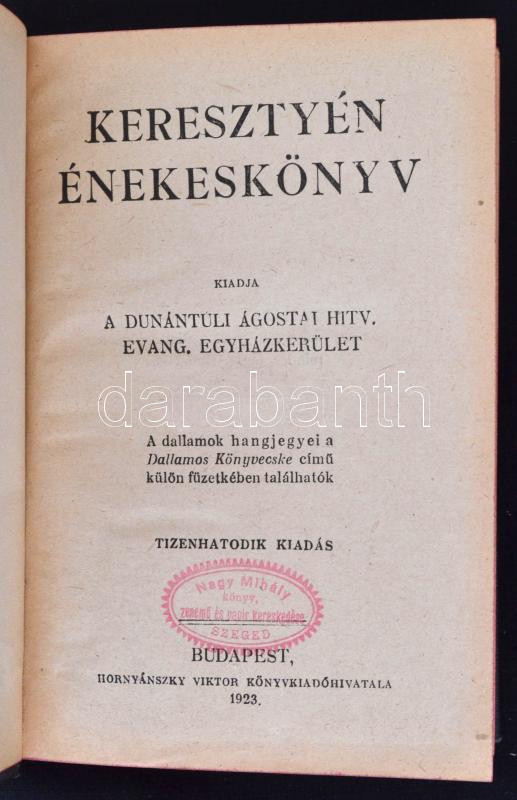 KERESZTYÉN
ÉNEKESKÖNYV
KIADJA
A DUNÁNTÚLI ÁGOSTAI HITV.
EVANG. EGYHÁZKERÜLET
darabanth
A dallamok hangjegyei a
Dallamos Könyvecske című
külön füzetkében találhatók
TIZENHATODIK KIADÁS
Nagy Mihály
könyv,
zenemű és papir kereskedése
SZEGED
BUDAPEST,
HORNYÁNSZKY VIKTOR KÖNYVKIADÓHIVATALA
1923.